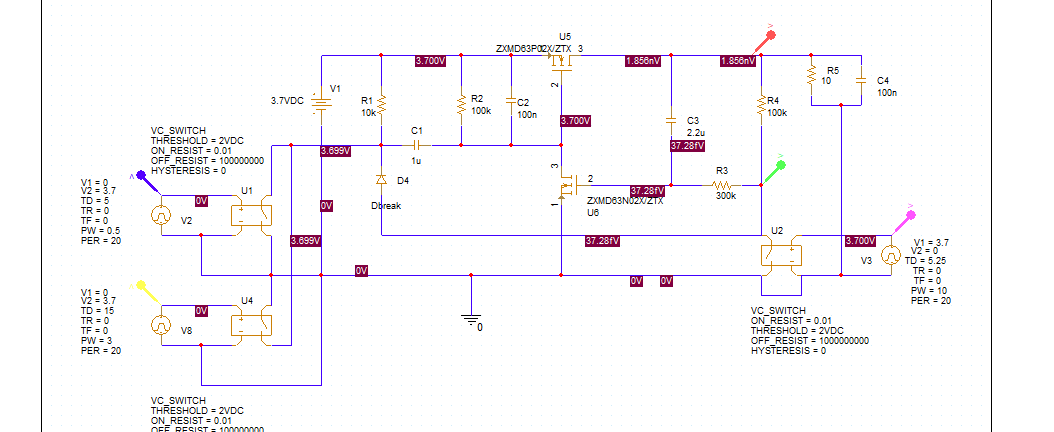 U5
ZXMD63P02X/ZTX
3
3.700V
1.856nV
1.856nV
V1
3.7VDC
R1
10k
R2
100k
C2
100n
2
R4
100k
R5
10
C4
100n
3.700V
C3
2.2u
VC_SWITCH
THRESHOLD = 2VDC
ON_RESIST = 0.01
OFF_RESIST = 100000000
HYSTERESIS = 0
C1
1u
3.699V
37.28fV
3
2
1
37.28fV
R3
300k
V1 = 0
V2 = 3.7
TD = 5
TR = 0
TF = 0
PW = 0.5
PER = 20
V2
0V
U1
D4
Dbreak
0V
ZXMD63N02X/ZTX
U6
3.699V
37.28fV
U2
3.700V
V3
V1 = 3.7
V2 = 0
TD = 5.25
TR = 0
TF = 0
PW = 10
PER = 20
0V
0V
0V
V1 = 0
V2 = 3.7
TD = 15
TR = 0
TF = 0
PW = 3
PER = 20
V8
0V
U4
0
VC_SWITCH
ON_RESIST = 0.01
THRESHOLD = 2VDC
OFF_RESIST = 1000000000
HYSTERESIS = 0
VC_SWITCH
THRESHOLD = 2VDC
ON_RESIST = 0.01
OFF_RESIST = 100000000